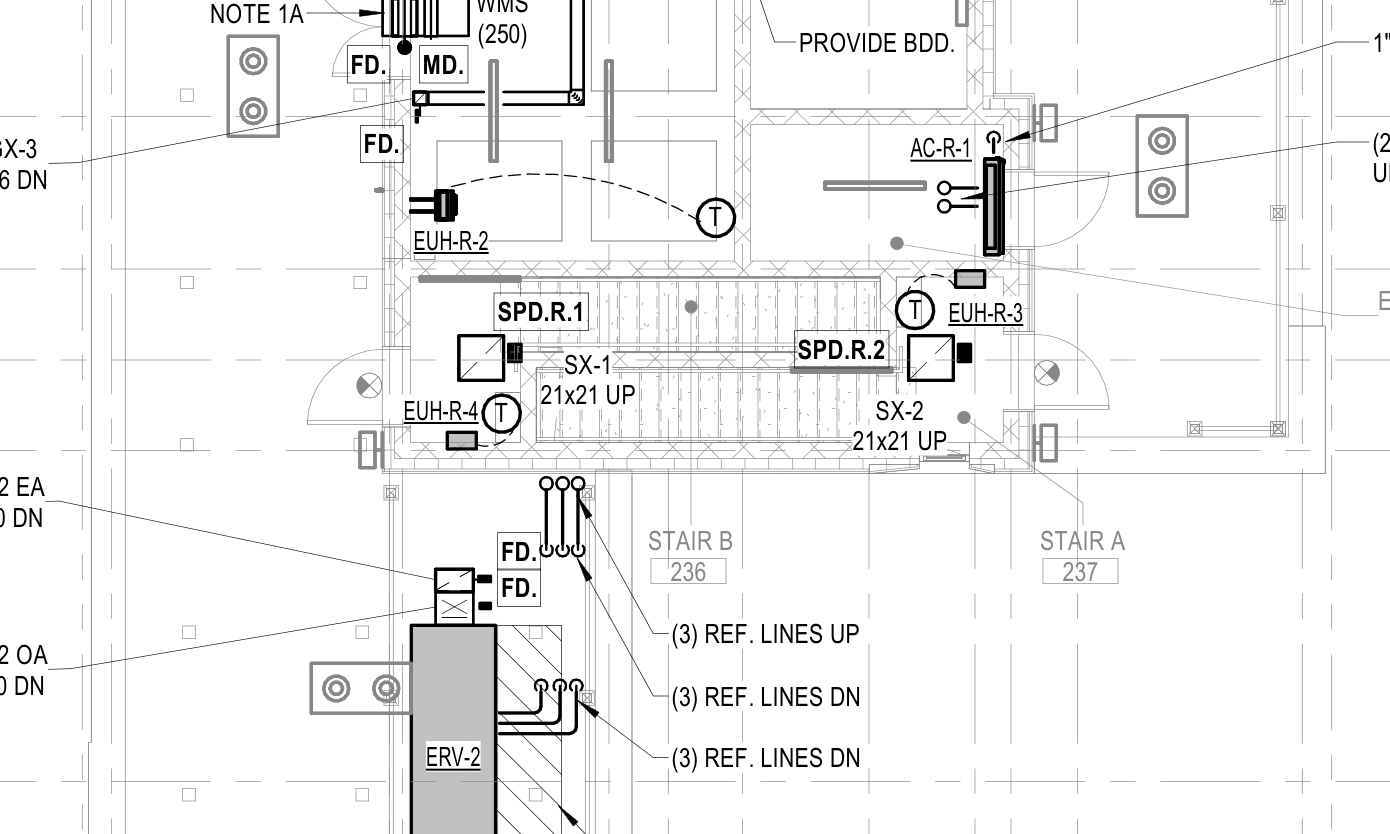 NOTE 1A
WMS
(250)
PROVIDE BDD.
1"
FD.
MD.
FD.
GX-3
6 DN
AC-R-1
(2
T
EUH-R-2
SPD.R.1
T
EUH-R-3
SPD.R.2
SX-1
21x21 UP
EUH-R-4
T
SX-2
21x21 UP
2 EA
0 DN
STAIR B
236
STAIR A
237
FD.
FD.
(3) REF. LINES UP
2 OA
0 DN
(3) REF. LINES DN
ERV-2
(3) REF. LINES DN